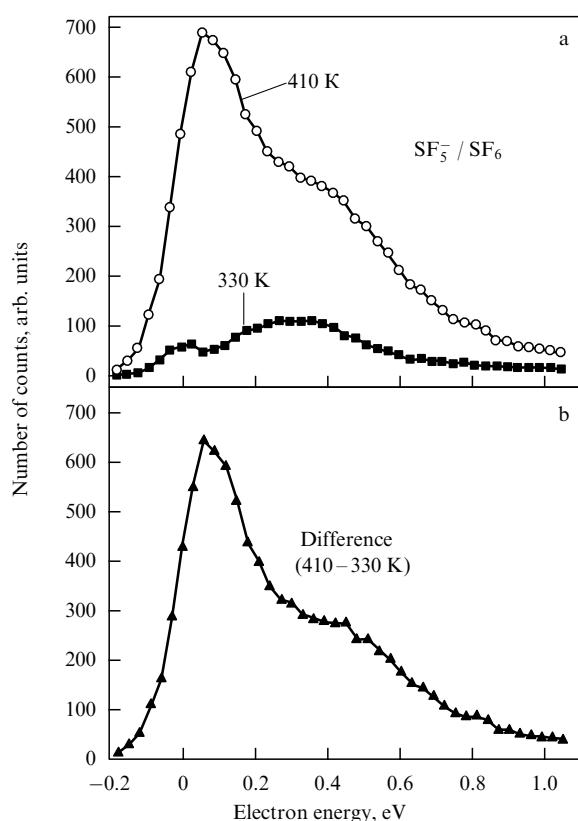 700
600
500
400
300
200
100
0
a
410 K
SF₅⁻ / SF₆
330 K
Number of counts, arb. units
700
600
500
400
300
200
100
0
b
Difference
(410–330 K)
−0.2 0 0.2 0.4 0.6 0.8 1.0
Electron energy, eV